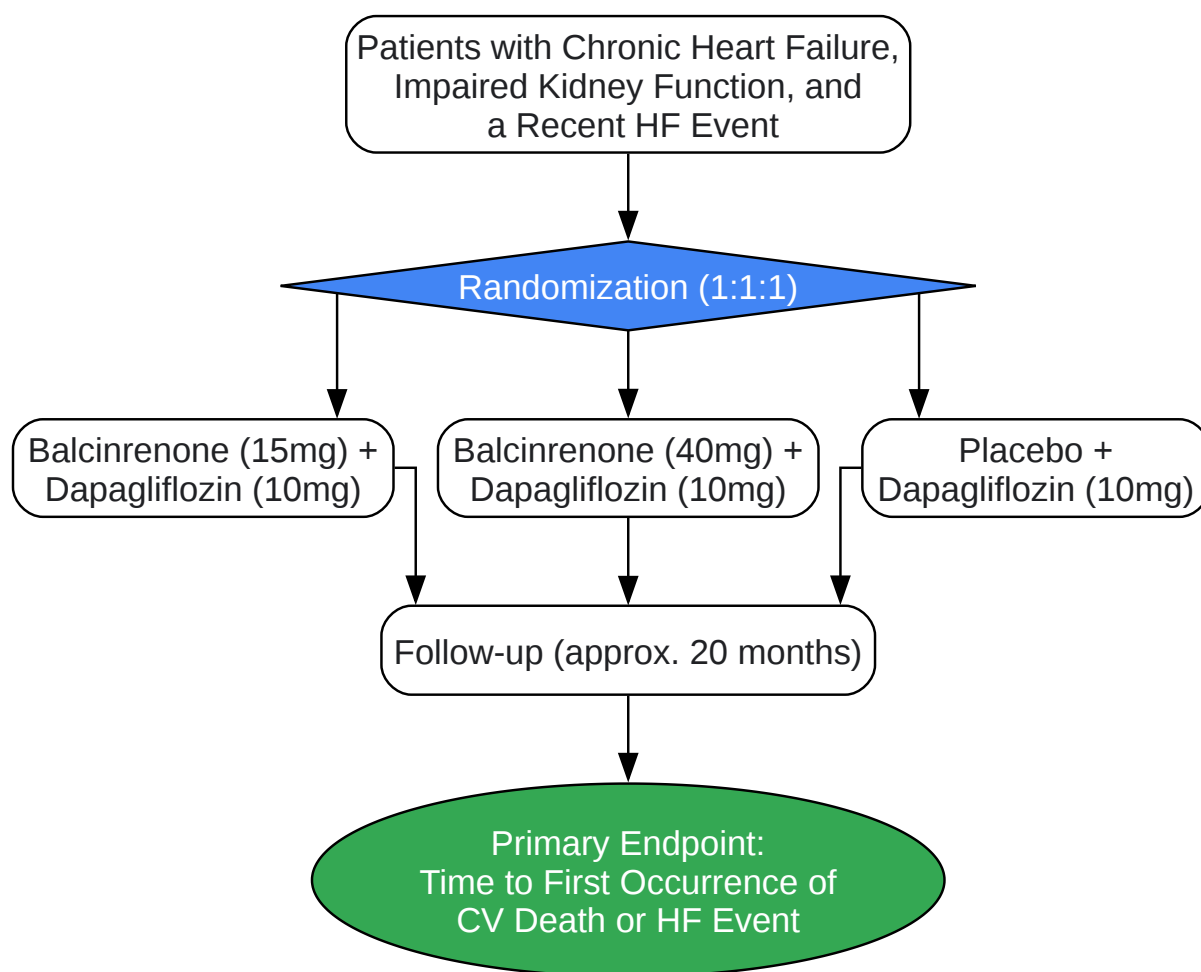 Patients with Chronic Heart Failure,
Impaired Kidney Function, and
a Recent HF Event
Randomization (1:1:1)
Balcinrenone (15mg) +
Dapagliflozin (10mg)
Balcinrenone (40mg) +
Dapagliflozin (10mg)
Placebo +
Dapagliflozin (10mg)
Follow-up (approx. 20 months)
Primary Endpoint:
Time to First Occurrence of
CV Death or HF Event